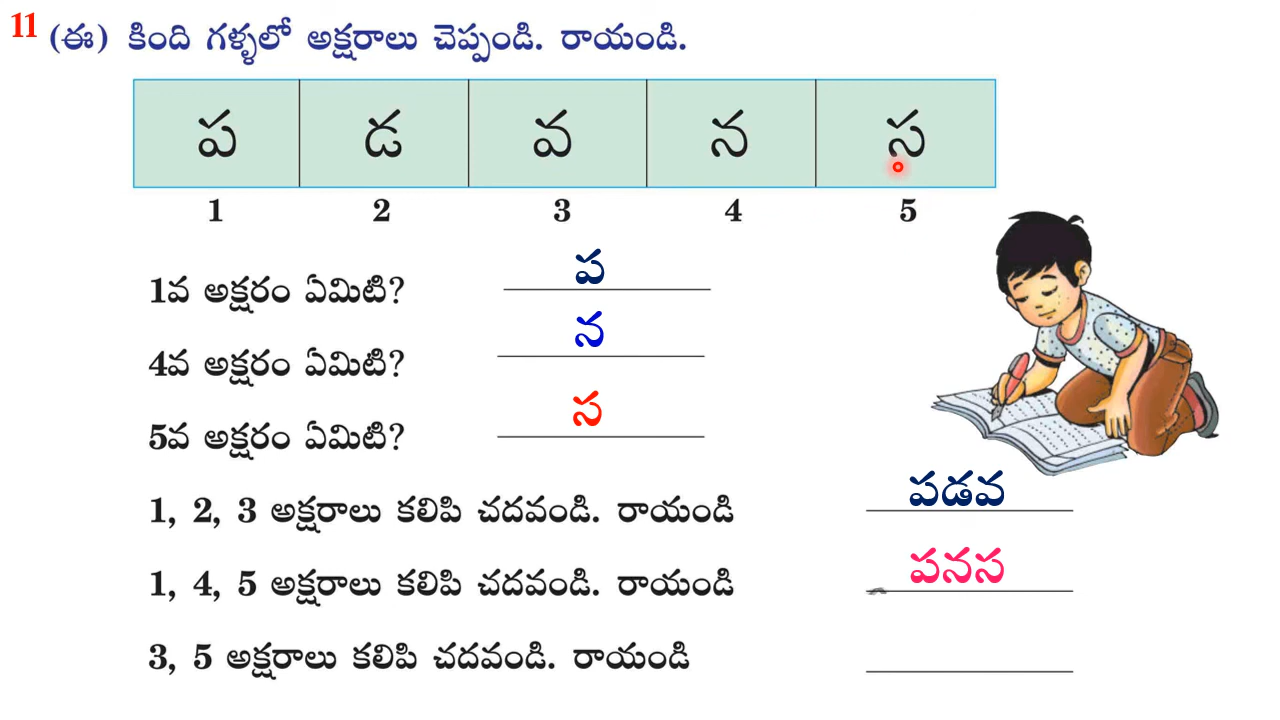 11 (ఈ) కింది గళ్ళలో అక్షరాలు చెప్పండి. రాయండి.
ప డ వ న స
1 2 3 4 5
1వ అక్షరం ఏమిటి? ప
4వ అక్షరం ఏమిటి? న
5వ అక్షరం ఏమిటి? స
1, 2, 3 అక్షరాలు కలిపి చదవండి. రాయండి పడవ
1, 4, 5 అక్షరాలు కలిపి చదవండి. రాయండి పనస
3, 5 అక్షరాలు కలిపి చదవండి. రాయండి